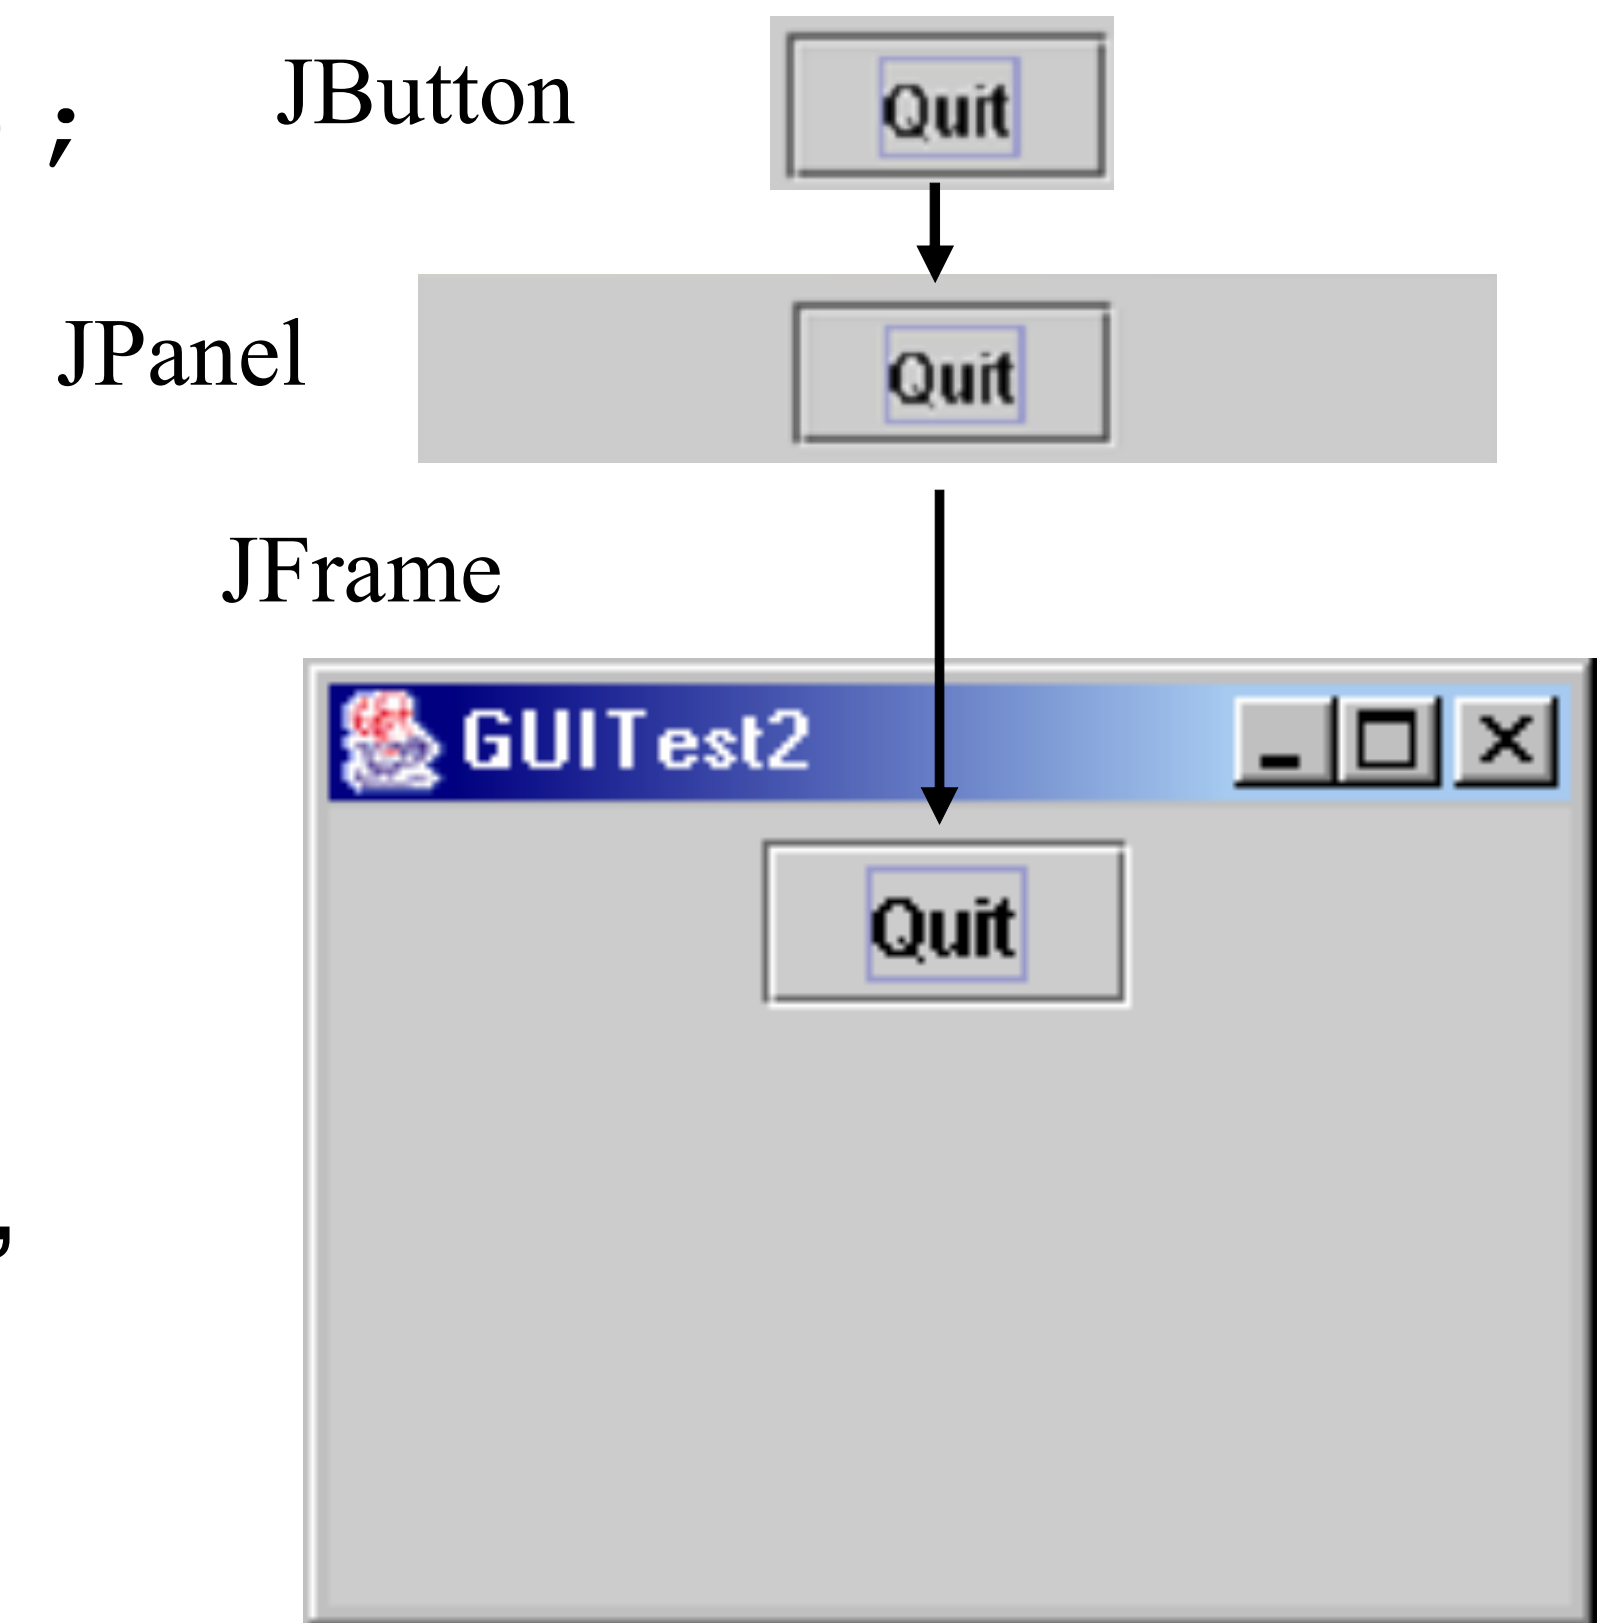 ; JButton Quit
JPanel Quit
JFrame
GUITest2
Quit
,